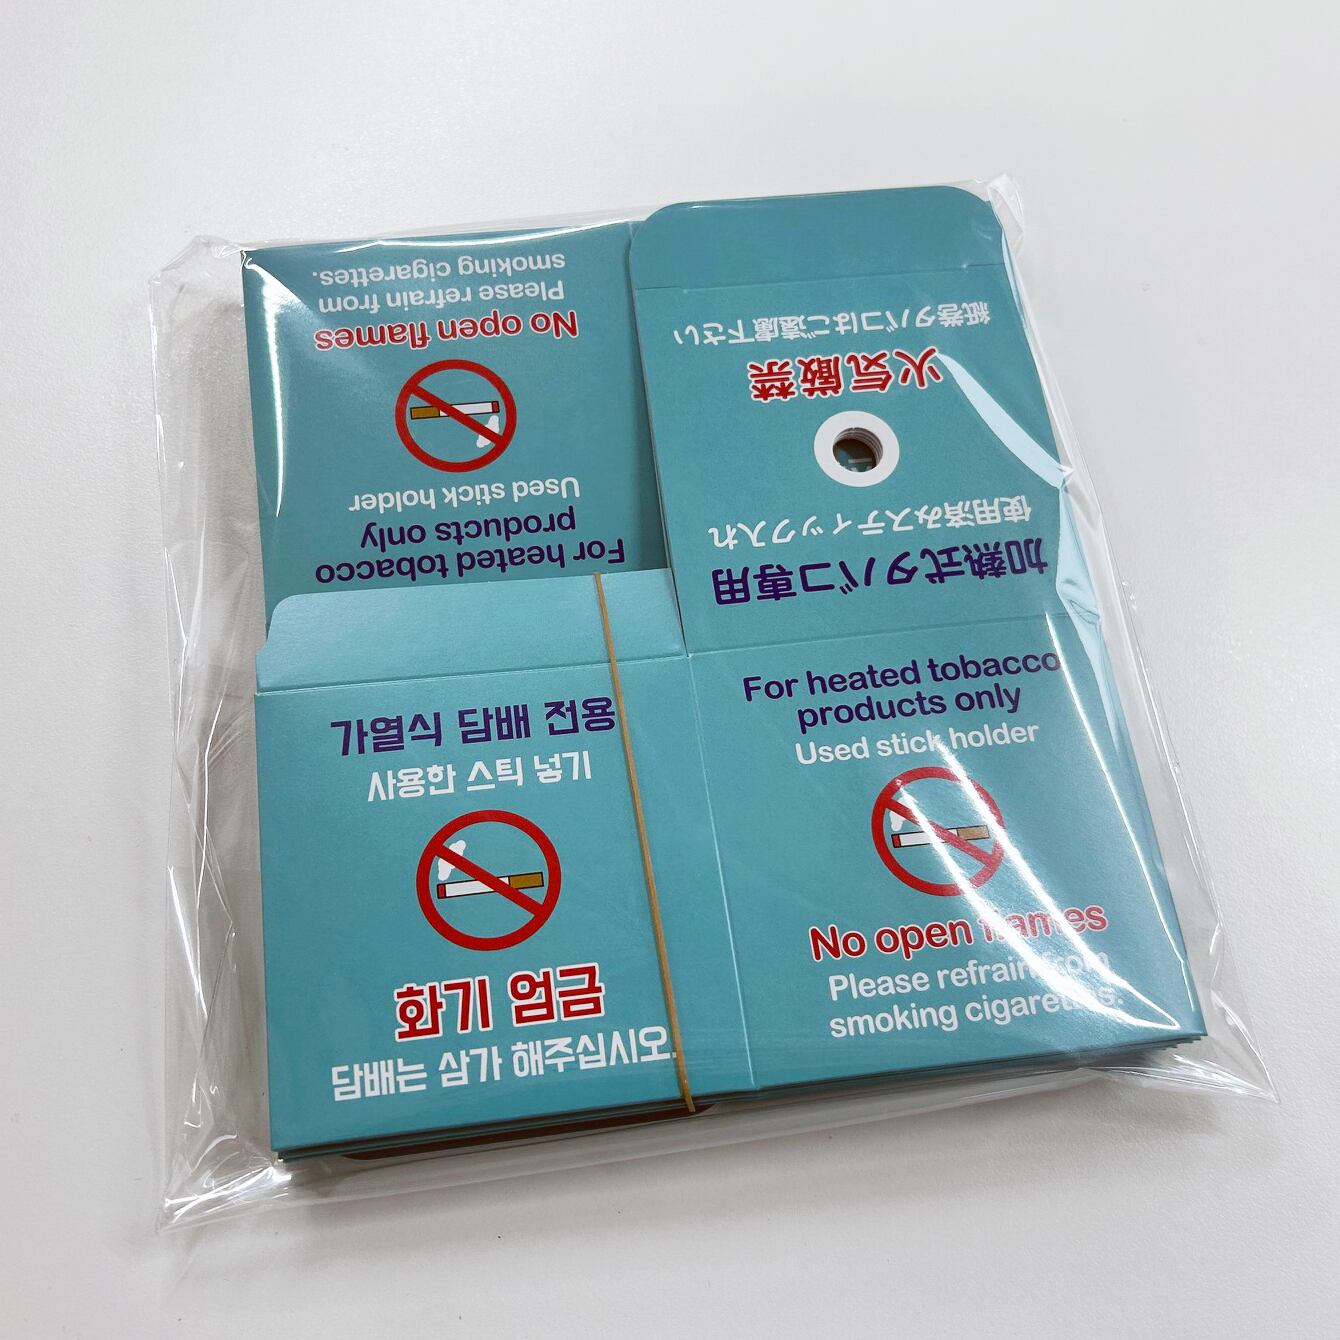 For heated tobacco
products only
Used stick holder
No open flames
Please refrain from
smoking cigarettes.
加熱式タバコ専用
使用済みスティック入れ
火気厳禁
紙巻タバコはご遠慮下さい
가열식 담배 전용
사용한 스틱 넣기
화기 엄금
담배는 삼가 해주십시오.
For heated tobacco
products only
Used stick holder
No open flames
Please refrain from
smoking cigarettes.